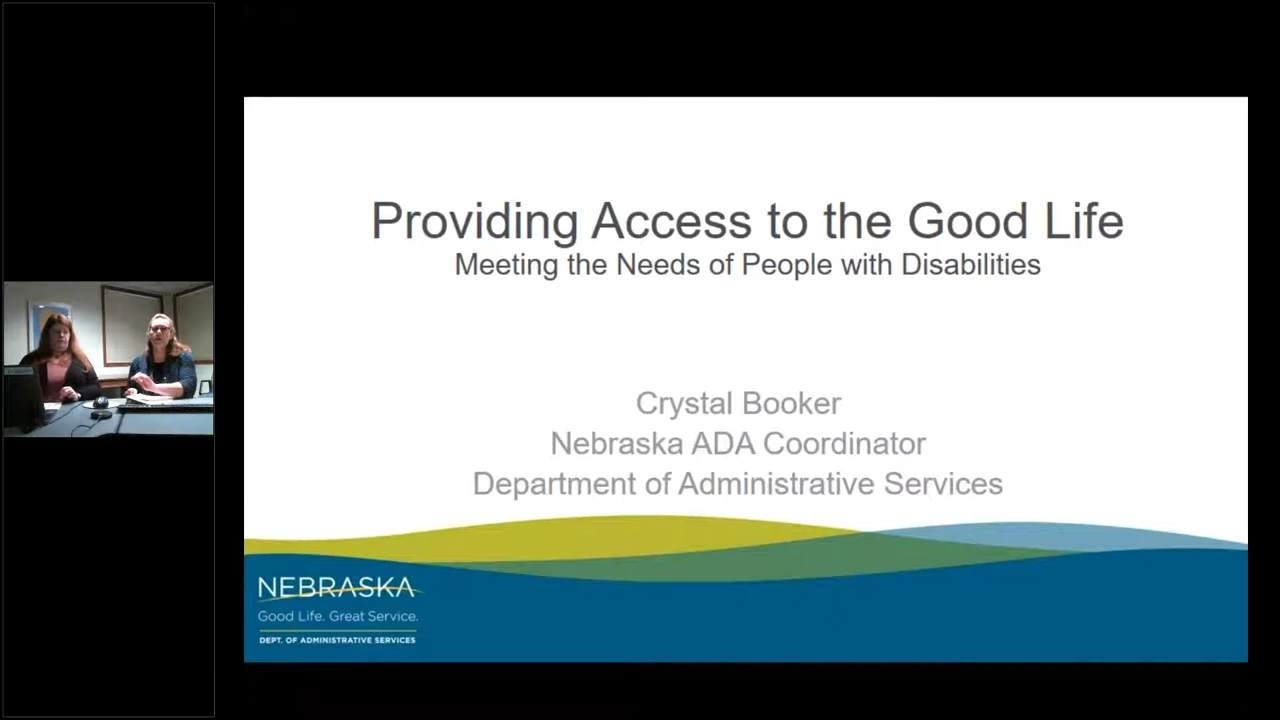 Providing Access to the Good Life
Meeting the Needs of People with Disabilities
Crystal Booker
Nebraska ADA Coordinator
Department of Administrative Services
NEBRASKA
Good Life. Great Service.
DEPT. OF ADMINISTRATIVE SERVICES